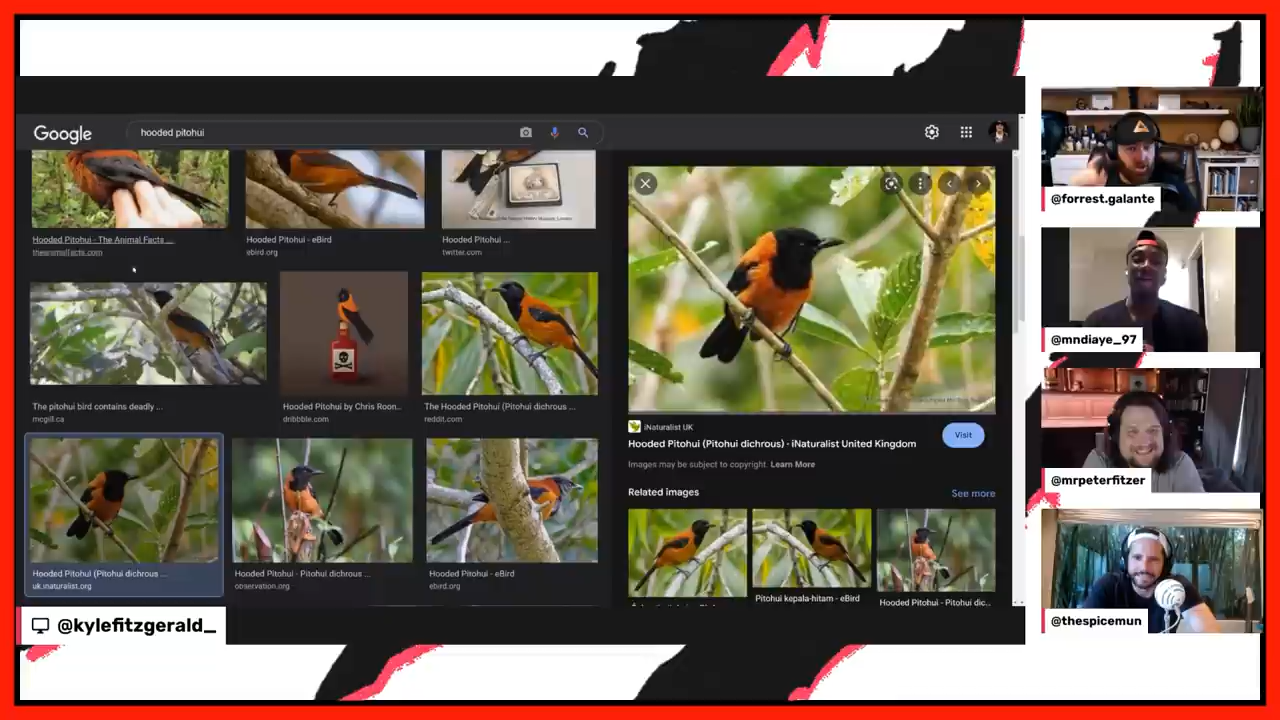 Google
hooded pitohui
Hooded Pitohui - The Animal Facts ...
theanimalfacts.com
Hooded Pitohui - eBird
ebird.org
Hooded Pitohui ...
twitter.com
The pitohui bird contains deadly ...
mcgill.ca
Hooded Pitohui by Chris Roon...
dribbble.com
The Hooded Pitohui (Pitohui dichrous ...
reddit.com
Hooded Pitohui (Pitohui dichrous ...
uk.inaturalist.org
Hooded Pitohui - Pitohui dichrous ...
observation.org
Hooded Pitohui - eBird
ebird.org
iNaturalist UK
Hooded Pitohui (Pitohui dichrous) - iNaturalist United Kingdom
Visit
Images may be subject to copyright. Learn More
Related images
See more
Pitohui kepala-hitam - eBird
Hooded Pitohui - Pitohui dic...
@kylefitzgerald_
@forrest.galante
@mndiaye_97
@mrpeterfitzer
@thespicemun